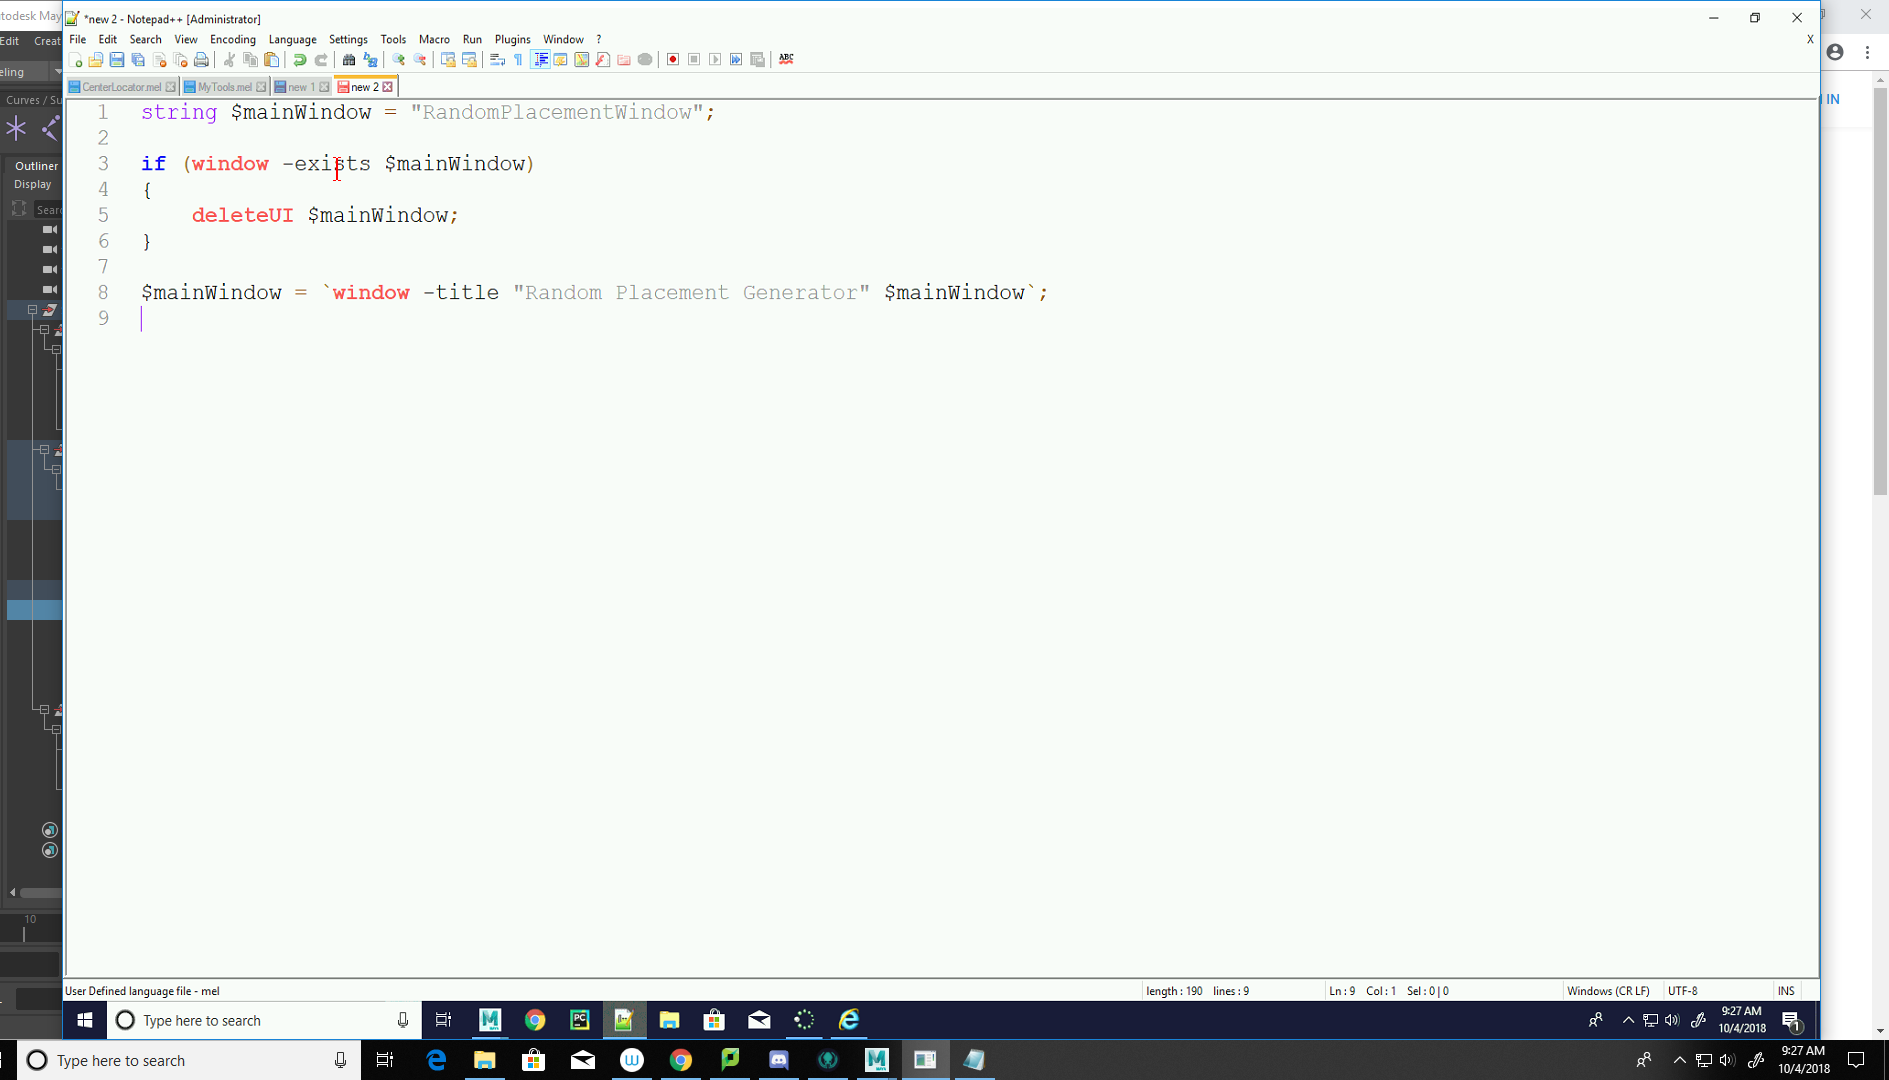 todesk May
*new 2 - Notepad++ [Administrator]
Edit Creat
File Edit Search View Encoding Language Settings Tools Macro Run Plugins Window ? X
eling
CenterLocator.mel MyTools.mel new 1 new 2
Curves / Su
IN
Outliner
Display
Searc
1 string $mainWindow = "RandomPlacementWindow";
2
3 if (window -exists $mainWindow)
4 {
5 deleteUI $mainWindow;
6 }
7
8 $mainWindow = `window -title "Random Placement Generator" $mainWindow`;
9
10
User Defined language file - mel length : 190 lines : 9 Ln : 9 Col : 1 Sel : 0 | 0 Windows (CR LF) UTF-8 INS
Type here to search 9:27 AM
10/4/2018 1
Type here to search 9:27 AM
10/4/2018